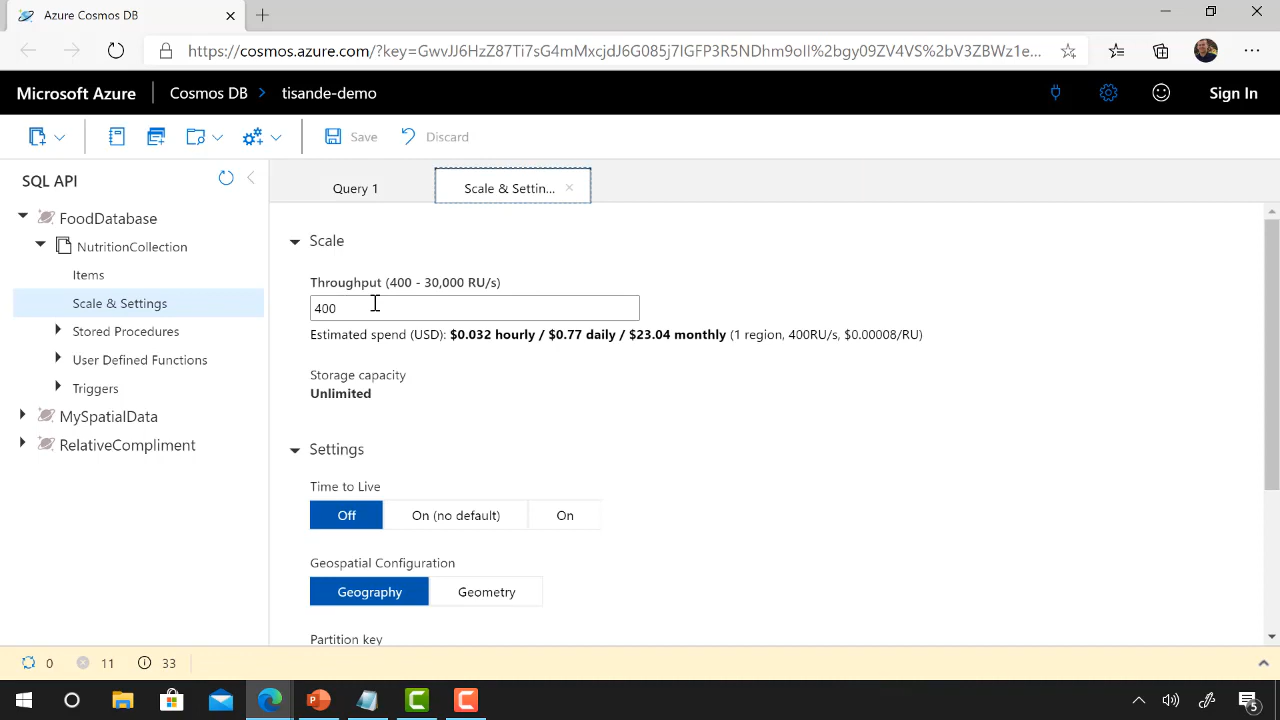 Azure Cosmos DB
https://cosmos.azure.com/?key=GwvJJ6HzZ87Ti7sG4mMxcjdJ6G085j7IGFP3R5NDhm9oIl%2bgy09ZV4VS%2bV3ZBWz1e...
Microsoft Azure Cosmos DB > tisande-demo Sign In
Save Discard
SQL API
Query 1 Scale & Settin...
FoodDatabase
NutritionCollection
Items
Scale & Settings
Stored Procedures
User Defined Functions
Triggers
MySpatialData
RelativeCompliment
Scale
Throughput (400 - 30,000 RU/s)
400
Estimated spend (USD): $0.032 hourly / $0.77 daily / $23.04 monthly (1 region, 400RU/s, $0.00008/RU)
Storage capacity
Unlimited
Settings
Time to Live
Off On (no default) On
Geospatial Configuration
Geography Geometry
Partition key
0 11 33
5